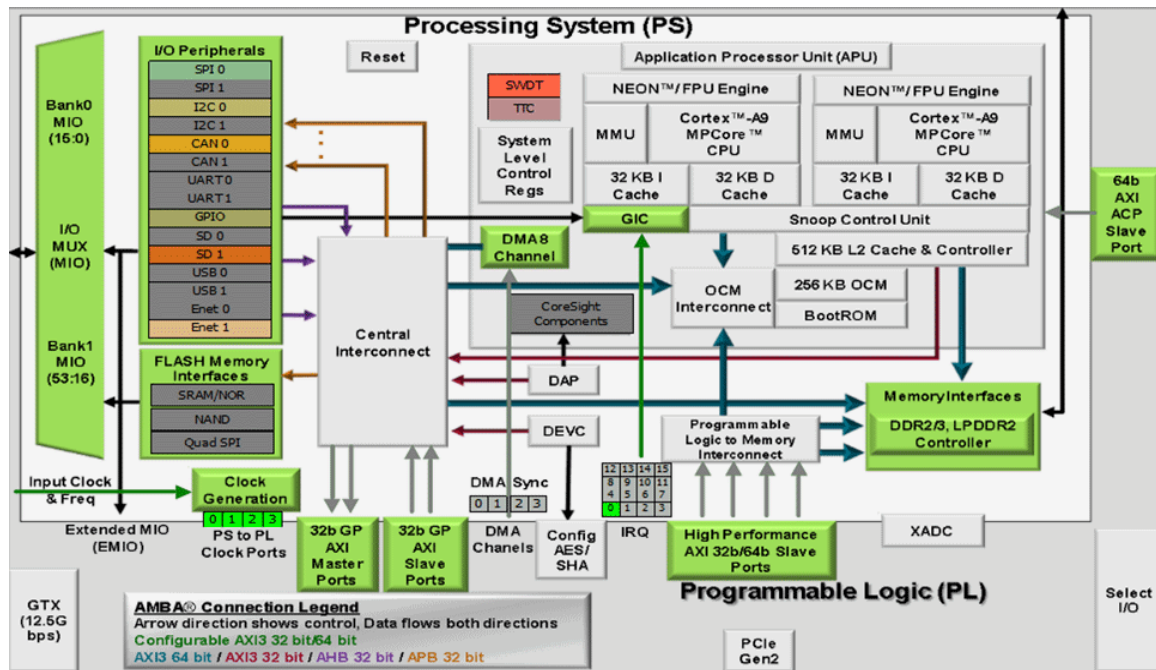 Processing System (PS)
I/O Peripherals
SPI 0
SPI 1
I2C 0
I2C 1
CAN 0
CAN 1
UART 0
UART 1
GPIO
SD 0
SD 1
USB 0
USB 1
Enet 0
Enet 1
Bank0
MIO
(15:0)
I/O
MUX
(MIO)
Bank1
MIO
(53:16)
FLASH Memory
Interfaces
SRAM/NOR
NAND
Quad SPI
Reset
Application Processor Unit (APU)
SWDT
TTC
System
Level
Control
Regs
NEON™/ FPU Engine
MMU
Cortex™-A9
MPCore™
CPU
32 KB I
Cache
32 KB D
Cache
NEON™/ FPU Engine
MMU
Cortex™-A9
MPCore™
CPU
32 KB I
Cache
32 KB D
Cache
GIC
Snoop Control Unit
DMA8
Channel
512 KB L2 Cache & Controller
OCM
Interconnect
256 KB OCM
BootROM
CoreSight
Components
Central
Interconnect
DAP
DEVC
Programmable
Logic to Memory
Interconnect
Memory Interfaces
DDR2/3, LPDDR2
Controller
64b
AXI
ACP
Slave
Port
Input Clock
& Freq
Clock
Generation
0 1 2 3
PS to PL
Clock Ports
Extended MIO
(EMIO)
32b GP
AXI
Master
Ports
32b GP
AXI
Slave
Ports
DMA Sync
0 1 2 3
DMA
Channels
Config
AES/
SHA
12 13 14 15
8 9 10 11
4 5 6 7
0 1 2 3
IRQ
High Performance
AXI 32b/64b Slave
Ports
XADC
Programmable Logic (PL)
GTX
(12.5G
bps)
AMBA® Connection Legend
Arrow direction shows control, Data flows both directions
Configurable AXI3 32 bit/64 bit
AXI3 64 bit / AXI3 32 bit / AHB 32 bit / APB 32 bit
PCIe
Gen2
Select
I/O